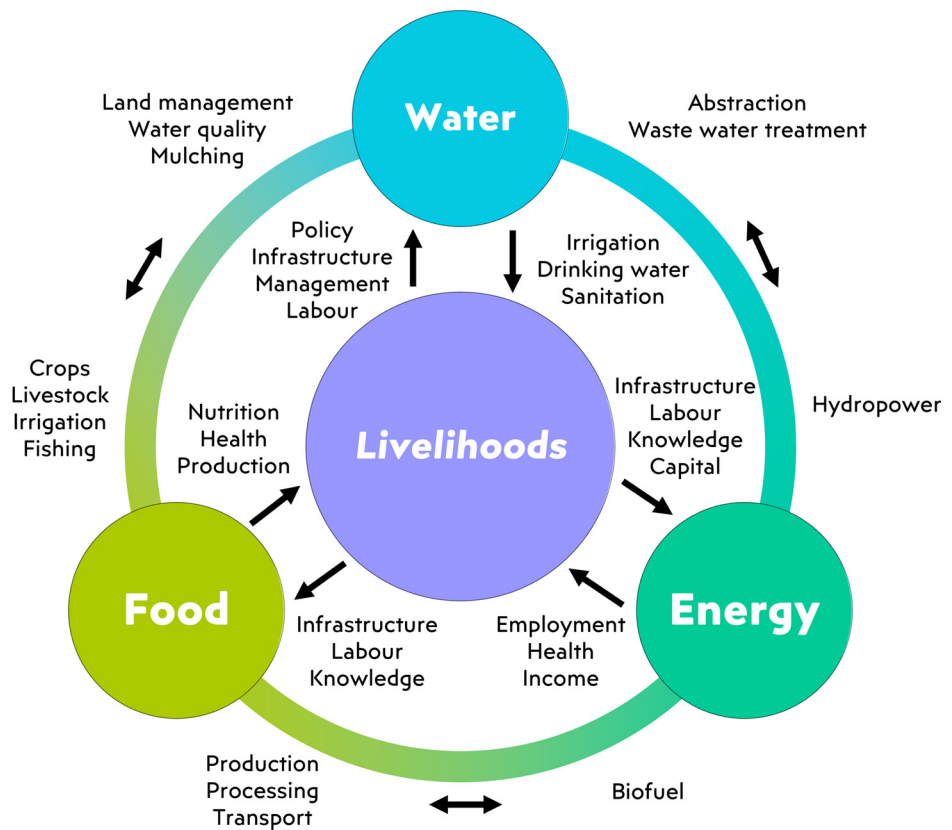 Water
Land management
Water quality
Mulching
Abstraction
Waste water treatment
Policy
Infrastructure
Management
Labour
Irrigation
Drinking water
Sanitation
Crops
Livestock
Irrigation
Fishing
Nutrition
Health
Production
Livelihoods
Infrastructure
Labour
Knowledge
Capital
Hydropower
Food
Infrastructure
Labour
Knowledge
Employment
Health
Income
Energy
Production
Processing
Transport
Biofuel